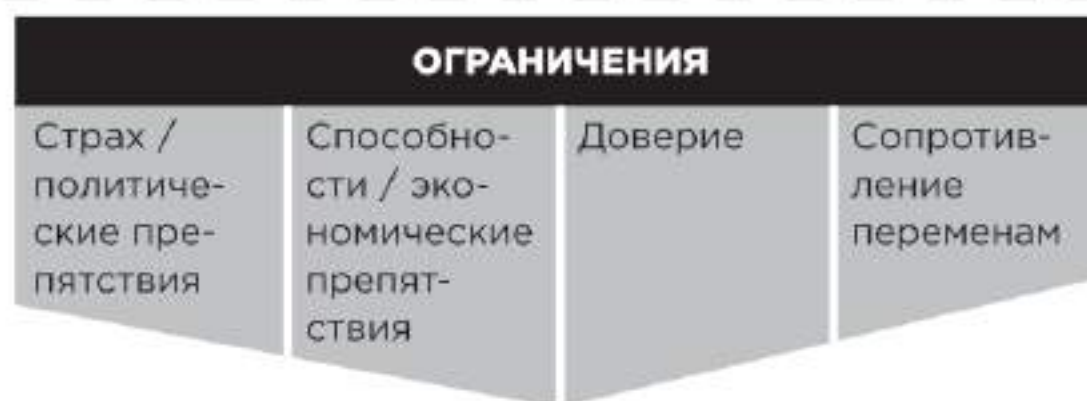 ОГРАНИЧЕНИЯ
Страх /
политиче-
ские пре-
пятствия
Способно-
сти / эко-
номические
препят-
ствия
Доверие
Сопротив-
ление
переменам